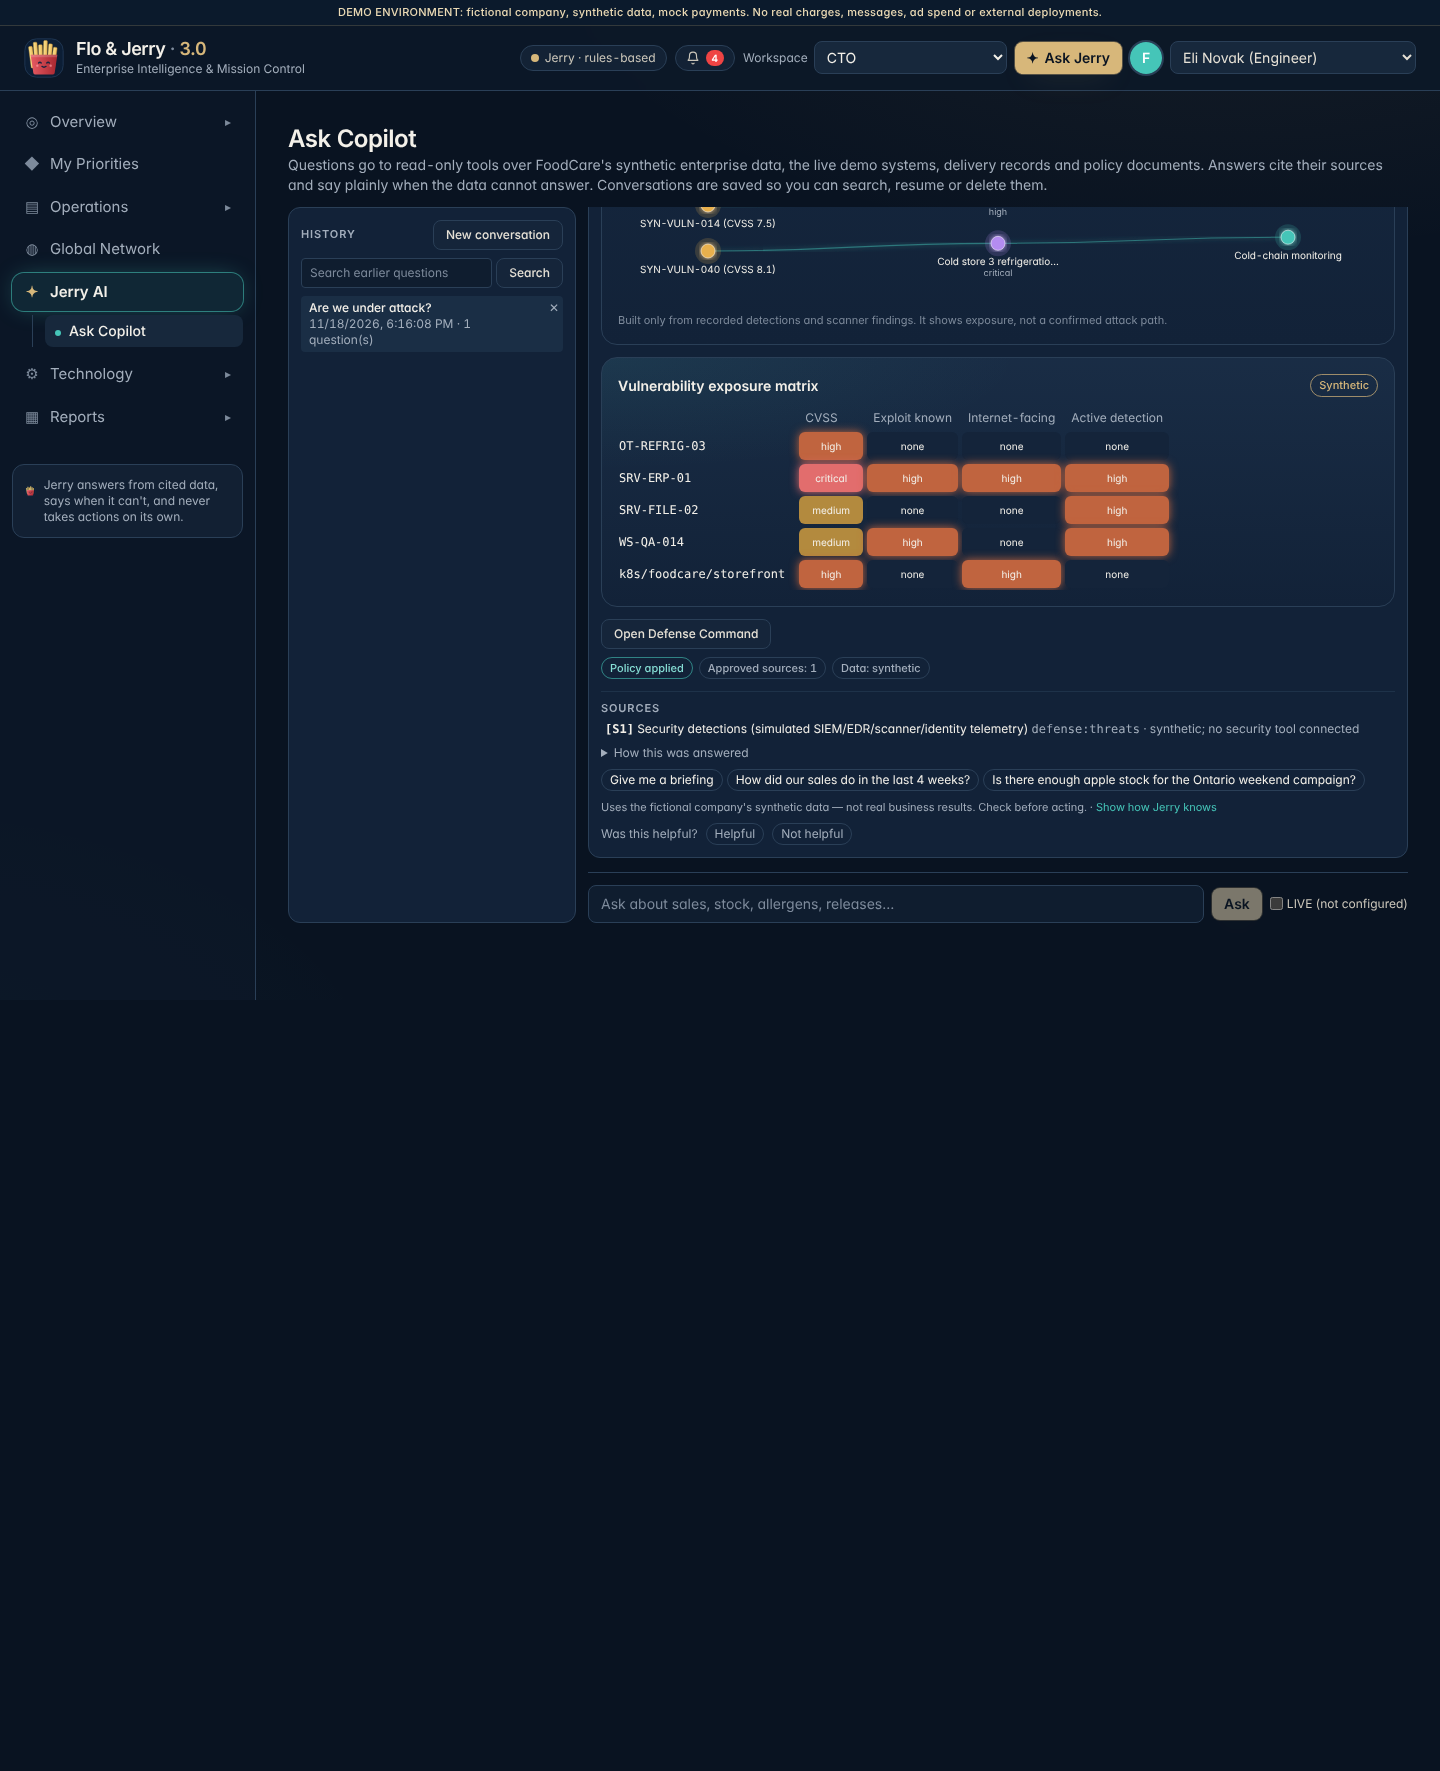 DEMO ENVIRONMENT: fictional company, synthetic data, mock payments. No real charges, messages, ad spend or external deployments.
Flo & Jerry · 3.0
Enterprise Intelligence & Mission Control
Jerry · rules-based
4
Workspace
CTO
Ask Jerry
F
Eli Novak (Engineer)
Overview
My Priorities
Operations
Global Network
Jerry AI
Ask Copilot
Technology
Reports
Jerry answers from cited data,
says when it can't, and never
takes actions on its own.
Ask Copilot
Questions go to read-only tools over FoodCare's synthetic enterprise data, the live demo systems, delivery records and policy documents. Answers cite their sources
and say plainly when the data cannot answer. Conversations are saved so you can search, resume or delete them.
HISTORY
New conversation
Search earlier questions
Search
Are we under attack?
11/18/2026, 6:16:08 PM · 1
question(s)
high
SYN-VULN-014 (CVSS 7.5)
SYN-VULN-040 (CVSS 8.1)
Cold store 3 refrigeratio...
critical
Cold-chain monitoring
Built only from recorded detections and scanner findings. It shows exposure, not a confirmed attack path.
Vulnerability exposure matrix
Synthetic
CVSS Exploit known Internet-facing Active detection
OT-REFRIG-03 high none none none
SRV-ERP-01 critical high high high
SRV-FILE-02 medium none none high
WS-QA-014 medium high none high
k8s/foodcare/storefront high none high none
Open Defense Command
Policy applied
Approved sources: 1
Data: synthetic
SOURCES
[S1] Security detections (simulated SIEM/EDR/scanner/identity telemetry) defense:threats · synthetic; no security tool connected
How this was answered
Give me a briefing
How did our sales do in the last 4 weeks?
Is there enough apple stock for the Ontario weekend campaign?
Uses the fictional company's synthetic data — not real business results. Check before acting. · Show how Jerry knows
Was this helpful?
Helpful
Not helpful
Ask about sales, stock, allergens, releases...
Ask
LIVE (not configured)